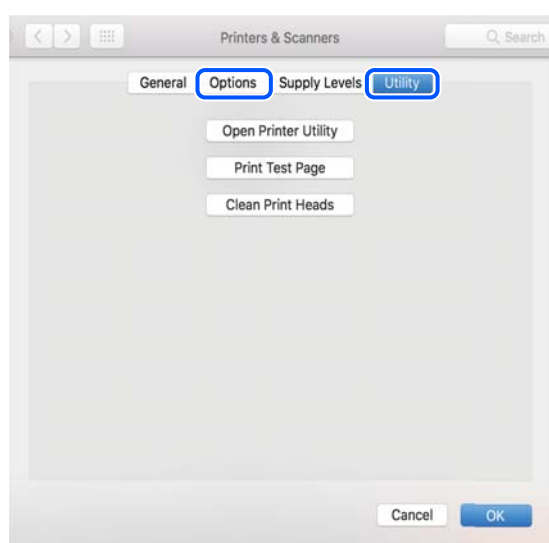 Printers & Scanners Search
General Options Supply Levels Utility
Open Printer Utility
Print Test Page
Clean Print Heads
Cancel OK